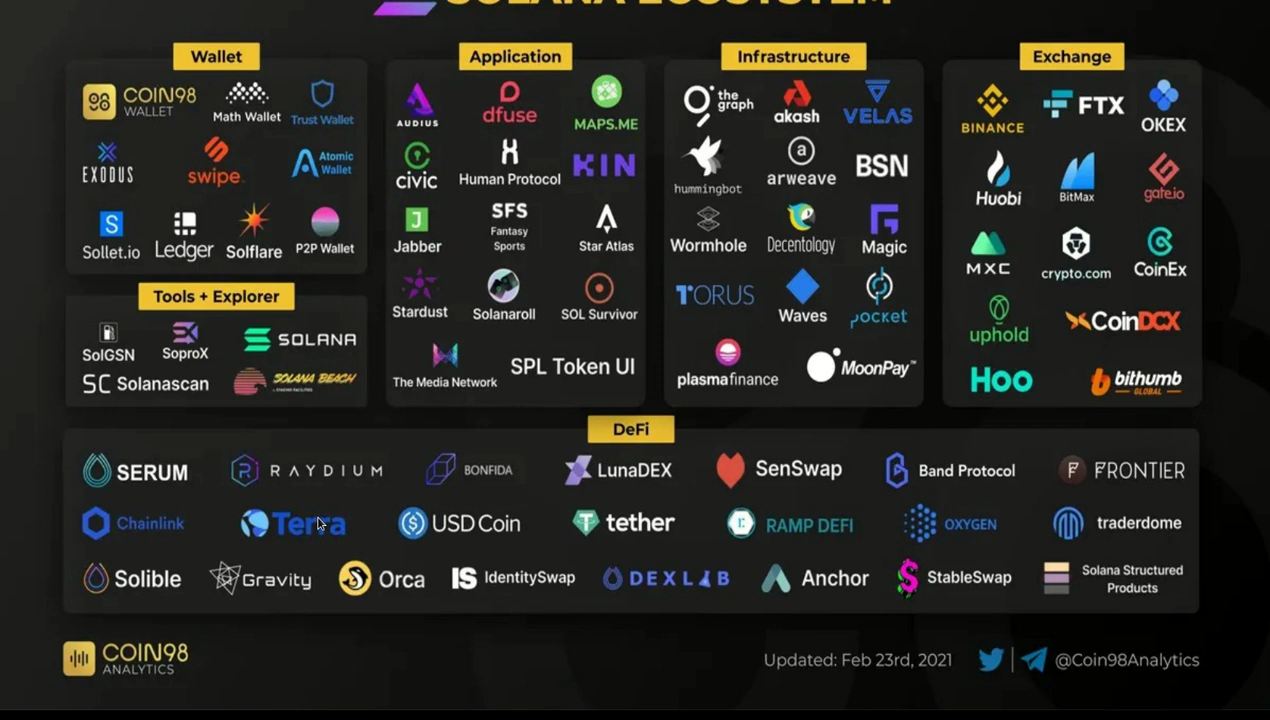 SOLANA ECOSYSTEM
Wallet
COIN98
WALLET
Math Wallet
Trust Wallet
EXODUS
swipe
Atomic
Wallet
S
Sollet.io
Ledger
Solflare
P2P Wallet
Tools + Explorer
SolGSN
SoproX
SOLANA
SC Solanascan
SOLANA BEACH
Application
AUDIUS
dfuse
MAPS.ME
civic
Human Protocol
KIN
J
Jabber
SFS
Fantasy
Sports
Star Atlas
Stardust
Solanaroll
SOL Survivor
The Media Network
SPL Token UI
Infrastructure
the
graph
akash
VELAS
hummingbot
a
arweave
BSN
Wormhole
Decentology
Magic
TORUS
Waves
pocket
plasmafinance
MoonPay™
Exchange
BINANCE
FTX
OKEX
Huobi
BitMax
gate.io
MXC
crypto.com
CoinEx
uphold
CoinDCX
Hoo
bithumb
GLOBAL
DeFi
SERUM
RAYDIUM
BONFIDA
LunaDEX
SenSwap
Band Protocol
F FRONTIER
Chainlink
Terra
USD Coin
tether
RAMP DEFI
OXYGEN
traderdome
Solible
Gravity
Orca
IS IdentitySwap
DEXLAB
Anchor
StableSwap
Solana Structured
Products
COIN98
ANALYTICS
Updated: Feb 23rd, 2021
@Coin98Analytics